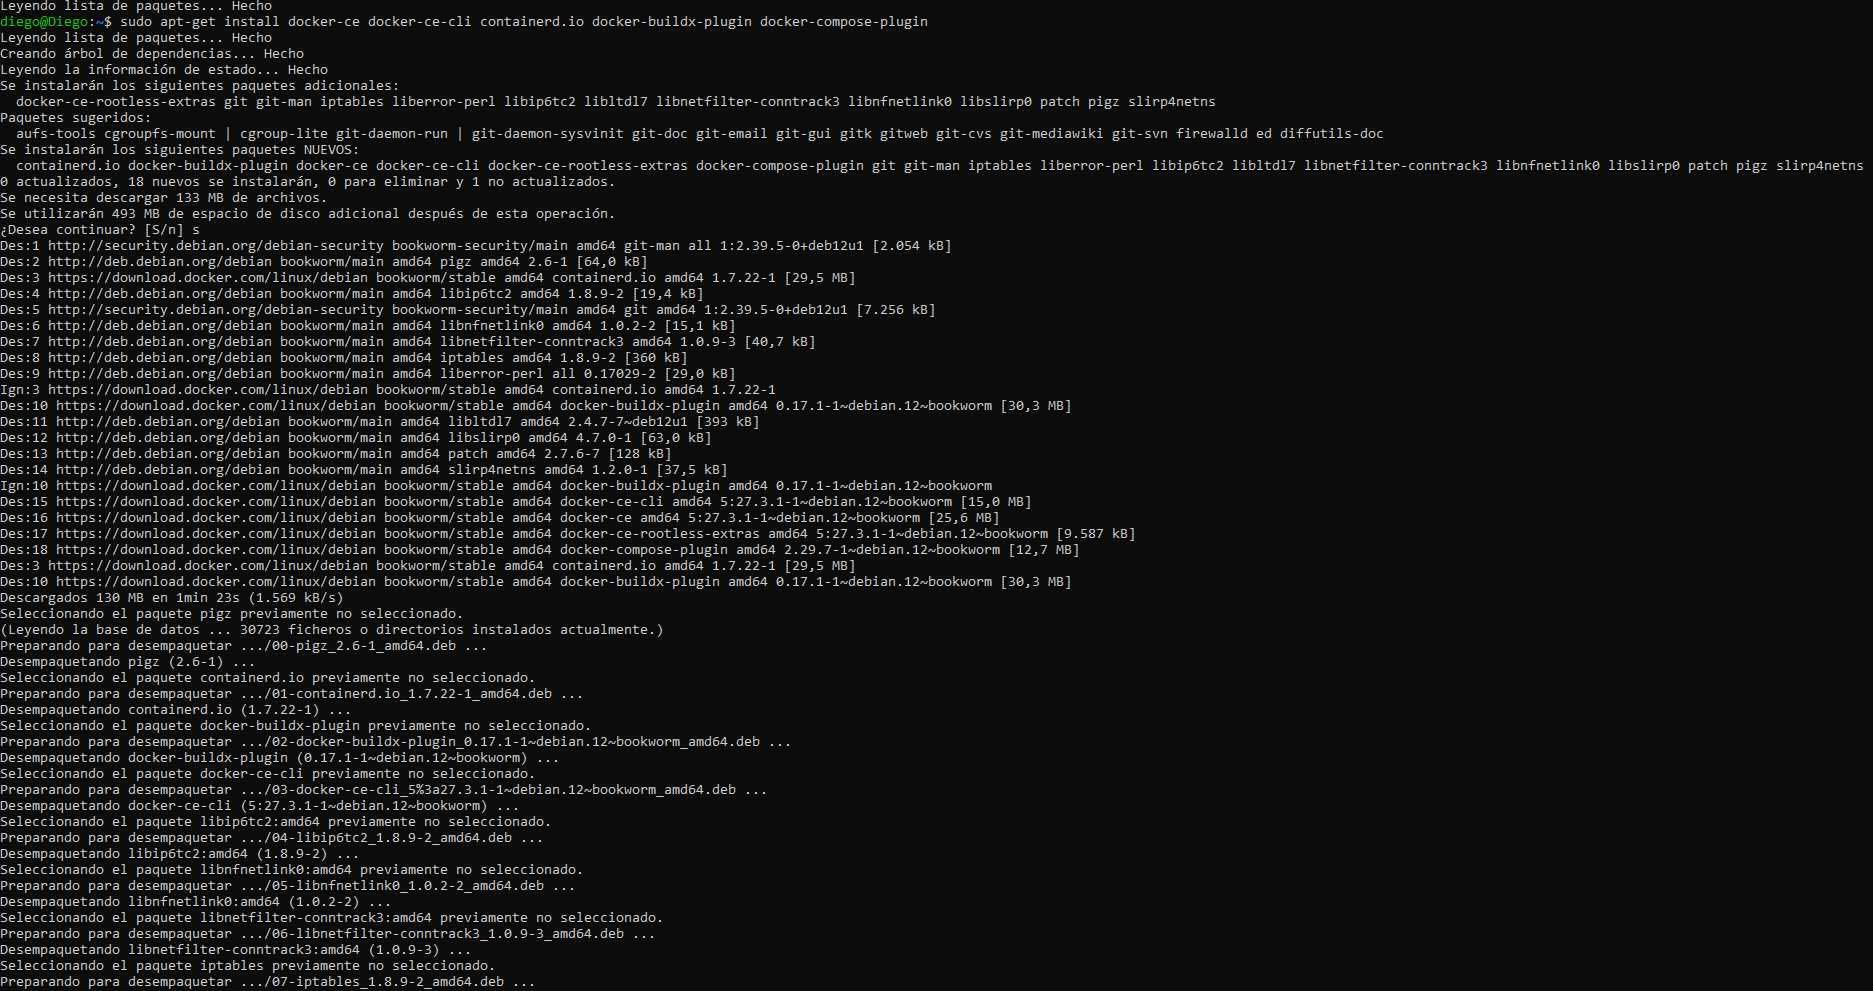 Leyendo lista de paquetes... Hecho
diego@Diego:~$ sudo apt-get install docker-ce docker-ce-cli containerd.io docker-buildx-plugin docker-compose-plugin
Leyendo lista de paquetes... Hecho
Creando árbol de dependencias... Hecho
Leyendo la información de estado... Hecho
Se instalarán los siguientes paquetes adicionales:
  docker-ce-rootless-extras git git-man iptables liberror-perl libip6tc2 libltdl7 libnetfilter-conntrack3 libnfnetlink0 libslirp0 patch pigz slirp4netns
Paquetes sugeridos:
  aufs-tools cgroupfs-mount | cgroup-lite git-daemon-run | git-daemon-sysvinit git-doc git-email git-gui gitk gitweb git-cvs git-mediawiki git-svn firewalld ed diffutils-doc
Se instalarán los siguientes paquetes NUEVOS:
  containerd.io docker-buildx-plugin docker-ce docker-ce-cli docker-ce-rootless-extras docker-compose-plugin git git-man iptables liberror-perl libip6tc2 libltdl7 libnetfilter-conntrack3 libnfnetlink0 libslirp0 patch pigz slirp4netns
0 actualizados, 18 nuevos se instalarán, 0 para eliminar y 1 no actualizados.
Se necesita descargar 133 MB de archivos.
Se utilizarán 493 MB de espacio de disco adicional después de esta operación.
¿Desea continuar? [S/n] s
Des:1 http://security.debian.org/debian-security bookworm-security/main amd64 git-man all 1:2.39.5-0+deb12u1 [2.054 kB]
Des:2 http://deb.debian.org/debian bookworm/main amd64 pigz amd64 2.6-1 [64,0 kB]
Des:3 https://download.docker.com/linux/debian bookworm/stable amd64 containerd.io amd64 1.7.22-1 [29,5 MB]
Des:4 http://deb.debian.org/debian bookworm/main amd64 libip6tc2 amd64 1.8.9-2 [19,4 kB]
Des:5 http://security.debian.org/debian-security bookworm-security/main amd64 git amd64 1:2.39.5-0+deb12u1 [7.256 kB]
Des:6 http://deb.debian.org/debian bookworm/main amd64 libnfnetlink0 amd64 1.0.2-2 [15,1 kB]
Des:7 http://deb.debian.org/debian bookworm/main amd64 libnetfilter-conntrack3 amd64 1.0.9-3 [40,7 kB]
Des:8 http://deb.debian.org/debian bookworm/main amd64 iptables amd64 1.8.9-2 [360 kB]
Des:9 http://deb.debian.org/debian bookworm/main amd64 liberror-perl all 0.17029-2 [29,0 kB]
Ign:3 https://download.docker.com/linux/debian bookworm/stable amd64 containerd.io amd64 1.7.22-1
Des:10 https://download.docker.com/linux/debian bookworm/stable amd64 docker-buildx-plugin amd64 0.17.1-1~debian.12~bookworm [30,3 MB]
Des:11 http://deb.debian.org/debian bookworm/main amd64 libltdl7 amd64 2.4.7-7~deb12u1 [393 kB]
Des:12 http://deb.debian.org/debian bookworm/main amd64 libslirp0 amd64 4.7.0-1 [63,0 kB]
Des:13 http://deb.debian.org/debian bookworm/main amd64 patch amd64 2.7.6-7 [128 kB]
Des:14 http://deb.debian.org/debian bookworm/main amd64 slirp4netns amd64 1.2.0-1 [37,5 kB]
Ign:10 https://download.docker.com/linux/debian bookworm/stable amd64 docker-buildx-plugin amd64 0.17.1-1~debian.12~bookworm
Des:15 https://download.docker.com/linux/debian bookworm/stable amd64 docker-ce-cli amd64 5:27.3.1-1~debian.12~bookworm [15,0 MB]
Des:16 https://download.docker.com/linux/debian bookworm/stable amd64 docker-ce amd64 5:27.3.1-1~debian.12~bookworm [25,6 MB]
Des:17 https://download.docker.com/linux/debian bookworm/stable amd64 docker-ce-rootless-extras amd64 5:27.3.1-1~debian.12~bookworm [9.587 kB]
Des:18 https://download.docker.com/linux/debian bookworm/stable amd64 docker-compose-plugin amd64 2.29.7-1~debian.12~bookworm [12,7 MB]
Des:3 https://download.docker.com/linux/debian bookworm/stable amd64 containerd.io amd64 1.7.22-1 [29,5 MB]
Des:10 https://download.docker.com/linux/debian bookworm/stable amd64 docker-buildx-plugin amd64 0.17.1-1~debian.12~bookworm [30,3 MB]
Descargados 130 MB en 1min 23s (1.569 kB/s)
Seleccionando el paquete pigz previamente no seleccionado.
(Leyendo la base de datos ... 30723 ficheros o directorios instalados actualmente.)
Preparando para desempaquetar .../00-pigz_2.6-1_amd64.deb ...
Desempaquetando pigz (2.6-1) ...
Seleccionando el paquete containerd.io previamente no seleccionado.
Preparando para desempaquetar .../01-containerd.io_1.7.22-1_amd64.deb ...
Desempaquetando containerd.io (1.7.22-1) ...
Seleccionando el paquete docker-buildx-plugin previamente no seleccionado.
Preparando para desempaquetar .../02-docker-buildx-plugin_0.17.1-1~debian.12~bookworm_amd64.deb ...
Desempaquetando docker-buildx-plugin (0.17.1-1~debian.12~bookworm) ...
Seleccionando el paquete docker-ce-cli previamente no seleccionado.
Preparando para desempaquetar .../03-docker-ce-cli_5%3a27.3.1-1~debian.12~bookworm_amd64.deb ...
Desempaquetando docker-ce-cli (5:27.3.1-1~debian.12~bookworm) ...
Seleccionando el paquete libip6tc2:amd64 previamente no seleccionado.
Preparando para desempaquetar .../04-libip6tc2_1.8.9-2_amd64.deb ...
Desempaquetando libip6tc2:amd64 (1.8.9-2) ...
Seleccionando el paquete libnfnetlink0:amd64 previamente no seleccionado.
Preparando para desempaquetar .../05-libnfnetlink0_1.0.2-2_amd64.deb ...
Desempaquetando libnfnetlink0:amd64 (1.0.2-2) ...
Seleccionando el paquete libnetfilter-conntrack3:amd64 previamente no seleccionado.
Preparando para desempaquetar .../06-libnetfilter-conntrack3_1.0.9-3_amd64.deb ...
Desempaquetando libnetfilter-conntrack3:amd64 (1.0.9-3) ...
Seleccionando el paquete iptables previamente no seleccionado.
Preparando para desempaquetar .../07-iptables_1.8.9-2_amd64.deb ...